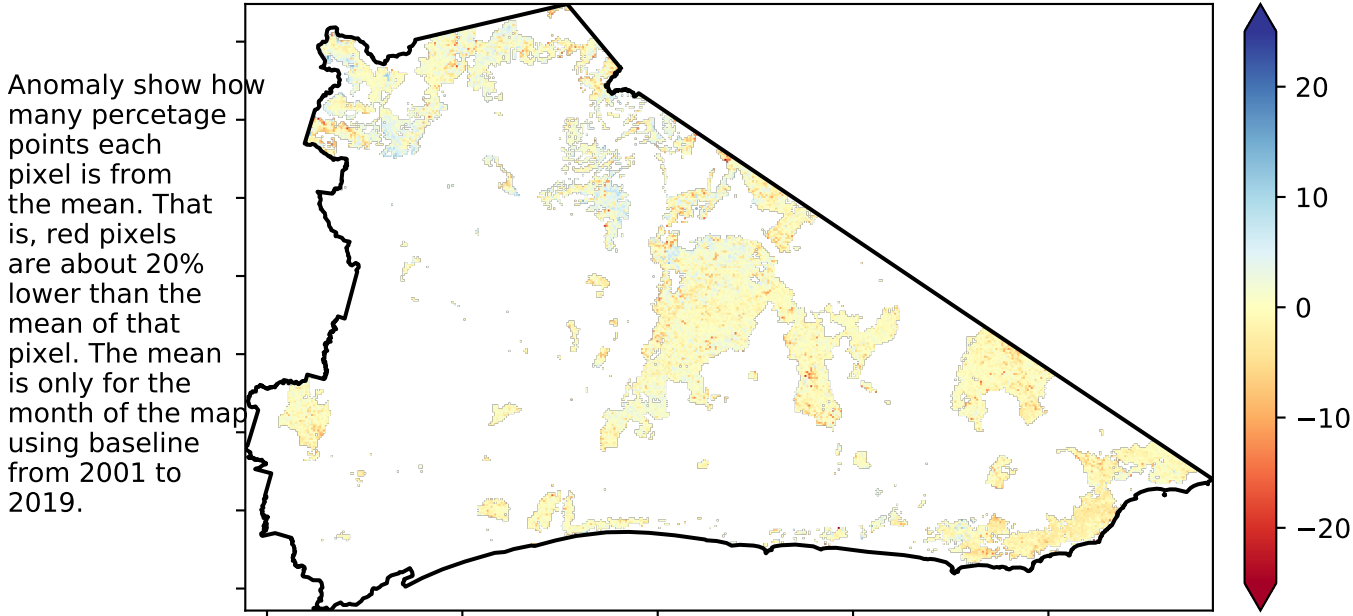 Anomaly show how
many percetage
points each
pixel is from
the mean. That
is, red pixels
are about 20%
lower than the
mean of that
pixel. The mean
is only for the
month of the map
using baseline
from 2001 to
2019.
20
10
0
−10
−20